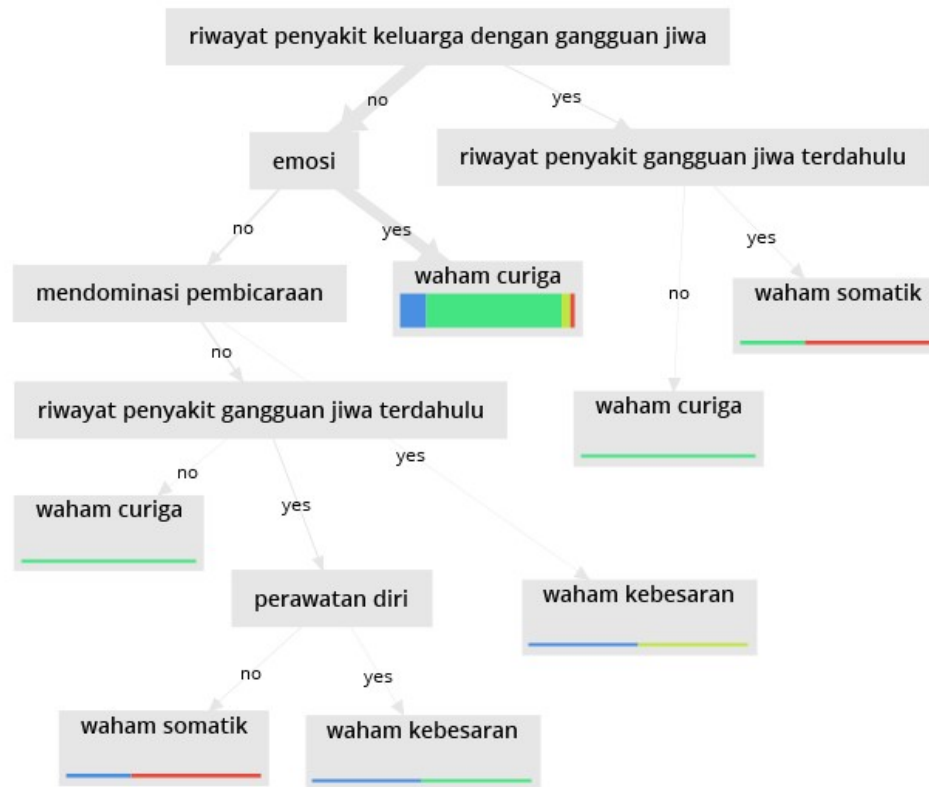 riwayat penyakit keluarga dengan gangguan jiwa
no
yes
emosi
riwayat penyakit gangguan jiwa terdahulu
no
yes
mendominasi pembicaraan
waham curiga
no
yes
waham somatik
no
riwayat penyakit gangguan jiwa terdahulu
waham curiga
no
yes
waham curiga
yes
perawatan diri
waham kebesaran
no
yes
waham somatik
waham kebesaran